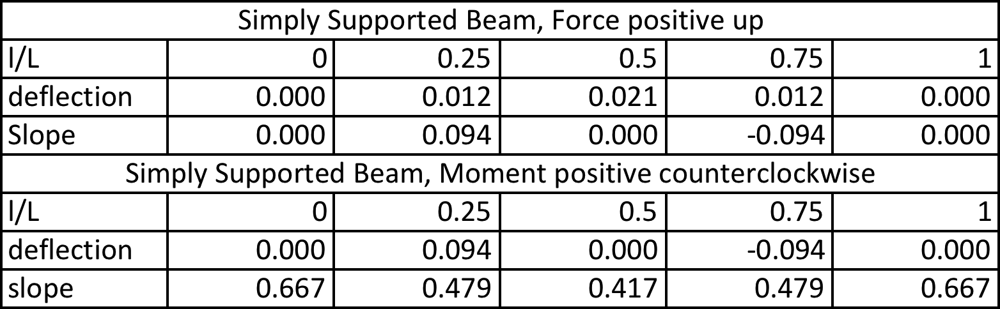 Simply Supported Beam, Force positive up
l/L 0 0.25 0.5 0.75 1
deflection 0.000 0.012 0.021 0.012 0.000
Slope 0.000 0.094 0.000 -0.094 0.000
Simply Supported Beam, Moment positive counterclockwise
l/L 0 0.25 0.5 0.75 1
deflection 0.000 0.094 0.000 -0.094 0.000
slope 0.667 0.479 0.417 0.479 0.667